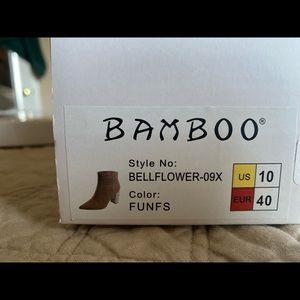 BAMBOO®
Style No:
BELLFLOWER-09X
Color:
FUNFS
US 10
EUR 40